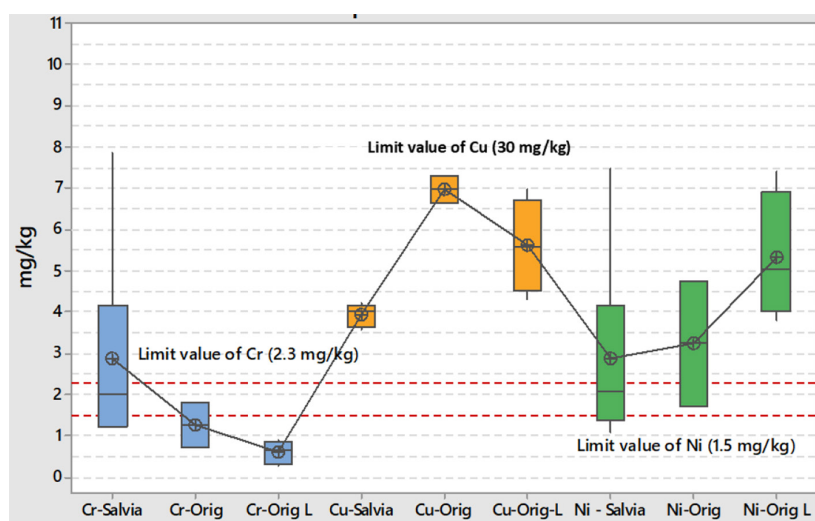 11
10
9
8
7
6
5
4
3
2
1
0
mg/kg
Limit value of Cu (30 mg/kg)
Limit value of Cr (2.3 mg/kg)
Limit value of Ni (1.5 mg/kg)
Cr-Salvia Cr-Orig Cr-Orig L Cu-Salvia Cu-Orig Cu-Orig-L Ni - Salvia Ni-Orig Ni-Orig L